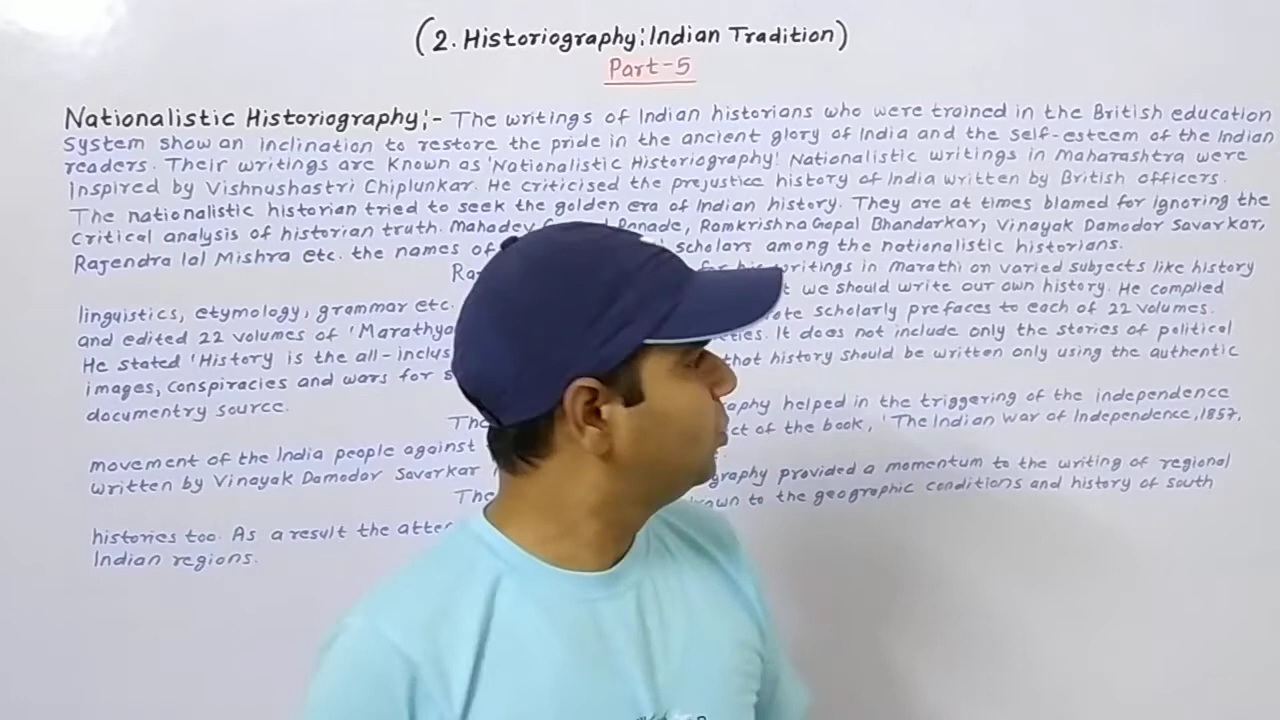 (2. Historiography: Indian Tradition)
Part-5
Nationalistic Historiography:- The writings of Indian historians who were trained in the British education
System show an inclination to restore the pride in the ancient glory of India and the self-esteem of the Indian
readers. Their writings are Known as 'Nationalistic Historiography.' Nationalistic writings in Maharashtra were
Inspired by Vishnushastri Chiplunkar. He criticised the prejustice history of India written by British officers.
The nationalistic historian tried to seek the golden era of Indian history. They are at times blamed for ignoring the
critical analysis of historian truth. Mahadev Ranade, Ramkrishna Gopal Bhandarkar, Vinayak Damodar Savarkar,
Rajendra lal Mishra etc. the names of scholars among the nationalistic historians.
for his writings in Marathi on varied subjects like history
linguistics, etymology, grammar etc. we should write our own history. He complied
and edited 22 volumes of 'Marathya scholarly prefaces to each of 22 volumes.
He stated 'History is the all-inclus It does not include only the stories of political
images, conspiracies and wars for that history should be written only using the authentic
documentry source.
helped in the triggering of the independence
movement of the India people against of the book, 'The Indian War of Independence, 1857,
written by Vinayak Damodar Savarkar provided a momentum to the writing of regional
histories too. As a result the atten to the geographic conditions and history of south
Indian regions.